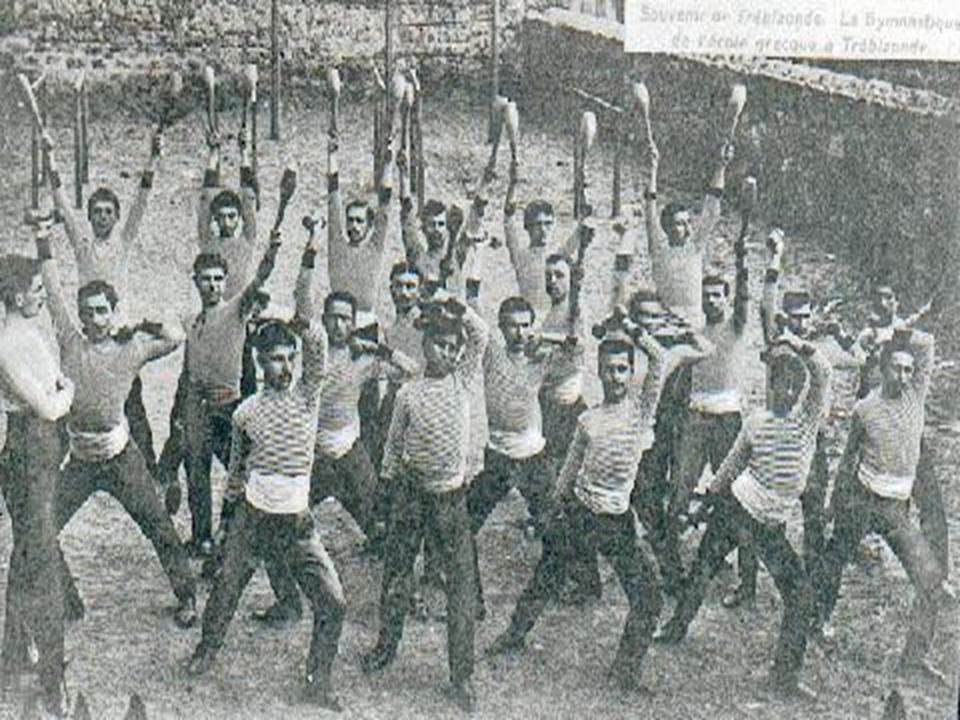 Souvenir de Trébizonde. La Gymnastique
de l'école grecque à Trébizonde